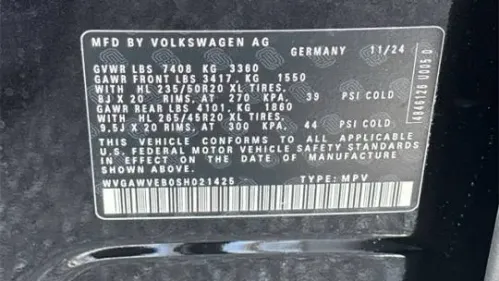 MFD BY VOLKSWAGEN AG
GERMANY 11/24
GVWR LBS 7408 KG 3360
GAWR FRONT LBS 3417, KG 1550
WITH HL 235/50R20 XL TIRES,
8J X 20 RIMS, AT 270 KPA, 39 PSI COLD
GAWR REAR LBS 4101, KG 1860
WITH HL 265/45R20 XL TIRES,
9.5J X 20 RIMS, AT 300 KPA, 44 PSI COLD
THIS VEHICLE CONFORMS TO ALL APPLICABLE
U.S. FEDERAL MOTOR VEHICLE SAFETY STANDARDS
IN EFFECT ON THE DATE OF MANUFACTURE
SHOWN ABOVE.
WVGAWVEB0SH021425 TYPE: MPV
4946126 U005 0